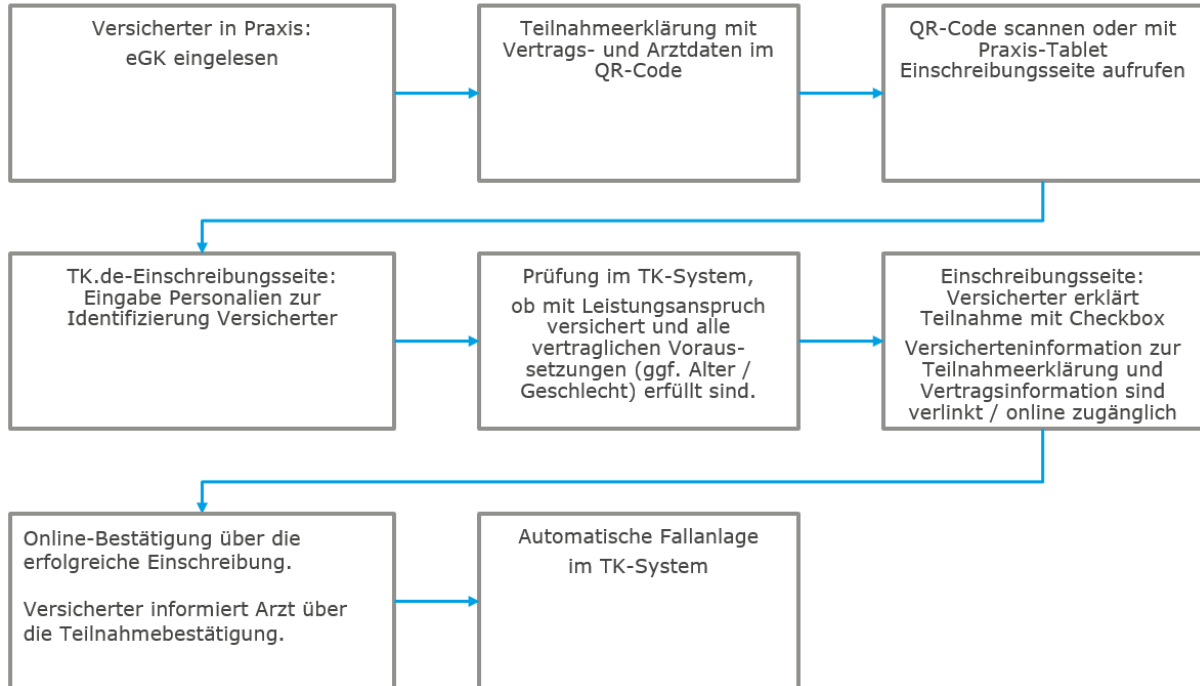 Versicherter in Praxis:
eGK eingelesen
Teilnahmeerklärung mit
Vertrags- und Arztdaten im
QR-Code
QR-Code scannen oder mit
Praxis-Tablet
Einschreibungsseite aufrufen
TK.de-Einschreibungsseite:
Eingabe Personalien zur
Identifizierung Versicherter
Prüfung im TK-System,
ob mit Leistungsanspruch
versichert und alle
vertraglichen Voraus-
setzungen (ggf. Alter /
Geschlecht) erfüllt sind.
Einschreibungsseite:
Versicherter erklärt
Teilnahme mit Checkbox
Versicherteninformation zur
Teilnahmeerklärung und
Vertragsinformation sind
verlinkt / online zugänglich
Online-Bestätigung über die
erfolgreiche Einschreibung.
Versicherter informiert Arzt über
die Teilnahmebestätigung.
Automatische Fallanlage
im TK-System